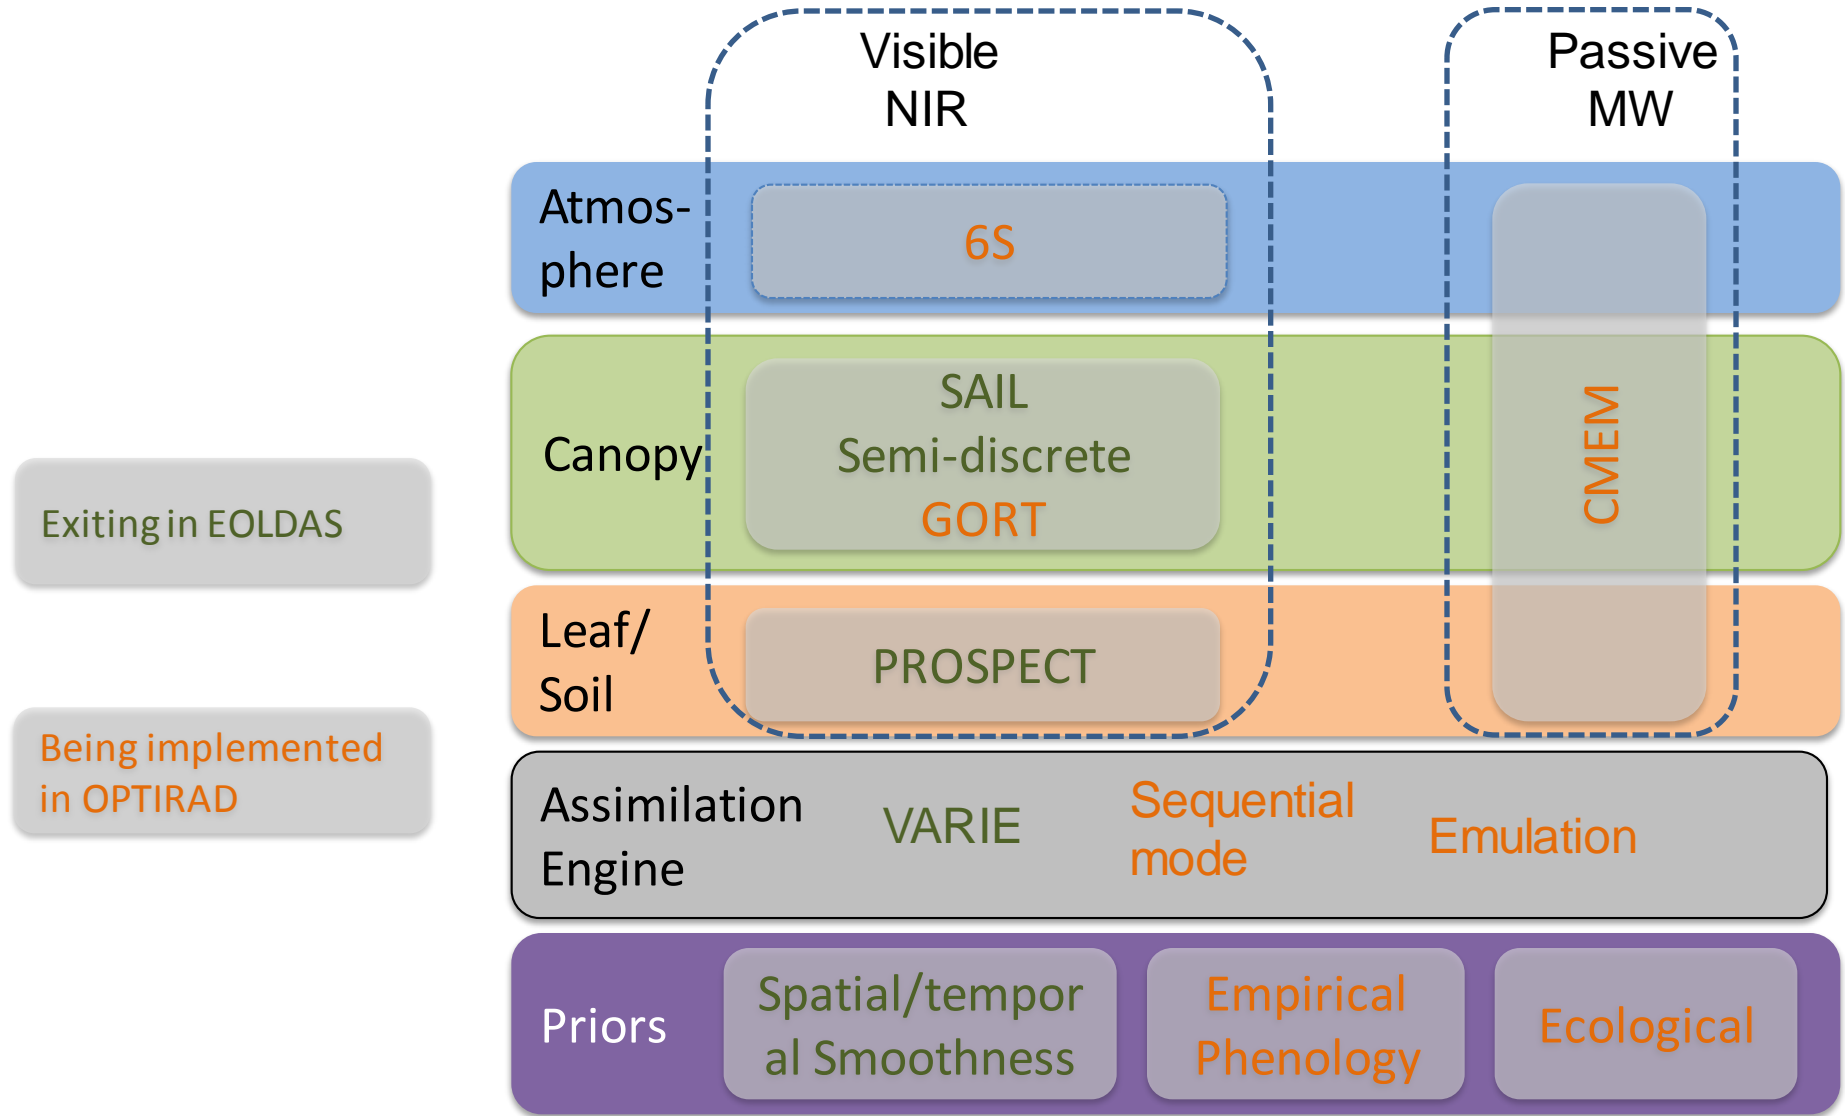 Visible
NIR
Passive
MW
Atmos-
phere
6S
Canopy
SAIL
Semi-discrete
GORT
CMEM
Leaf/
Soil
PROSPECT
Exiting in EOLDAS
Being implemented
in OPTIRAD
Assimilation
Engine
VARIE
Sequential
mode
Emulation
Priors
Spatial/tempor
al Smoothness
Empirical
Phenology
Ecological